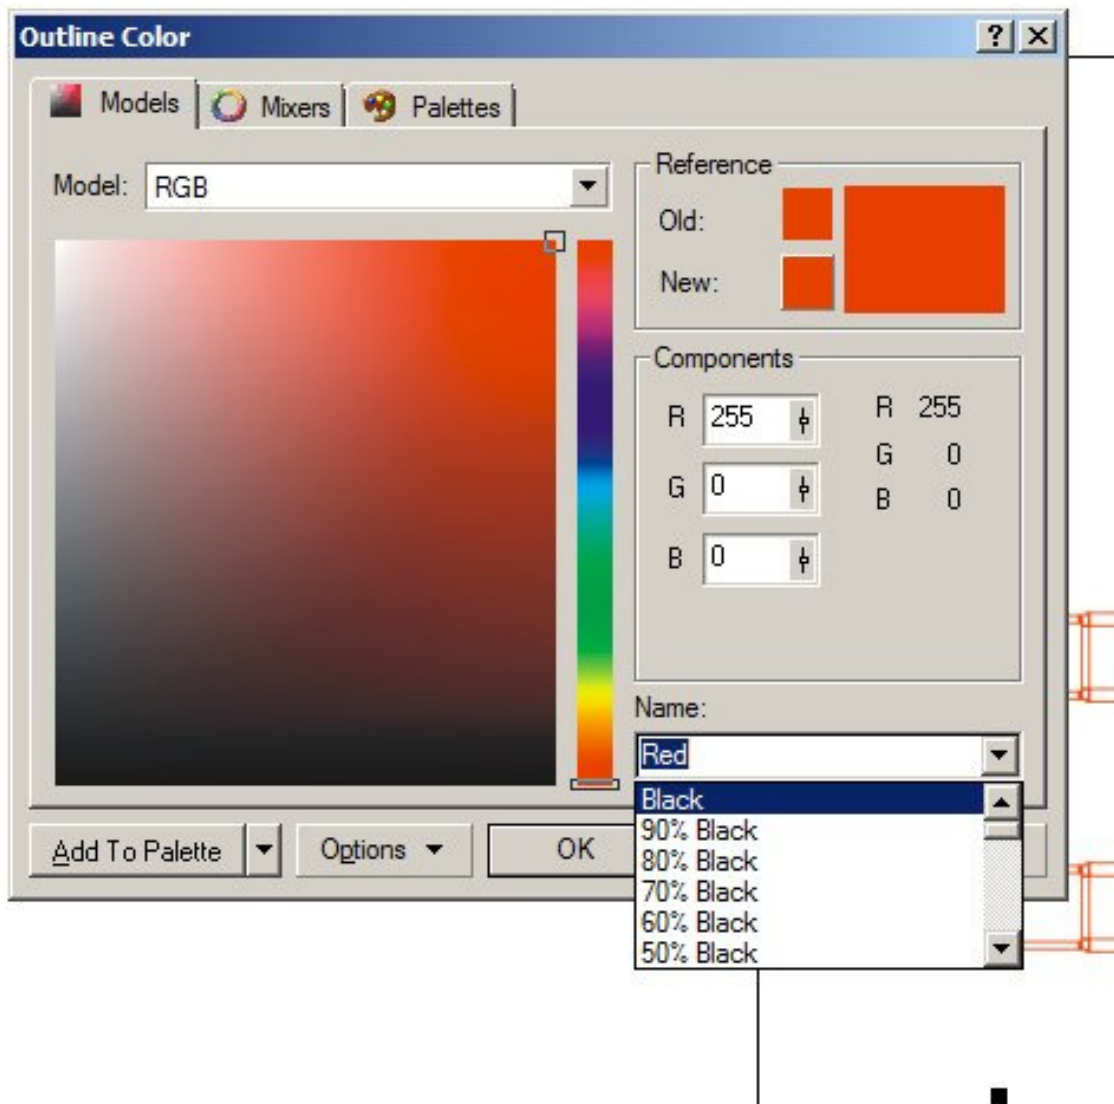 Outline Color
Models Mixers Palettes
Model: RGB
Reference
Old:
New:
Components
R 255 R 255
G 0 G 0
B 0 B 0
Name:
Red
Black
90% Black
80% Black
70% Black
60% Black
50% Black
Add To Palette Options OK